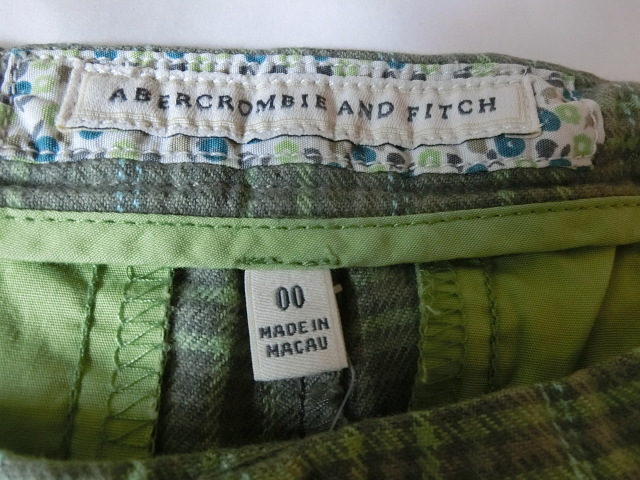 ABERCROMBIE AND FITCH
00
MADE IN
MACAU